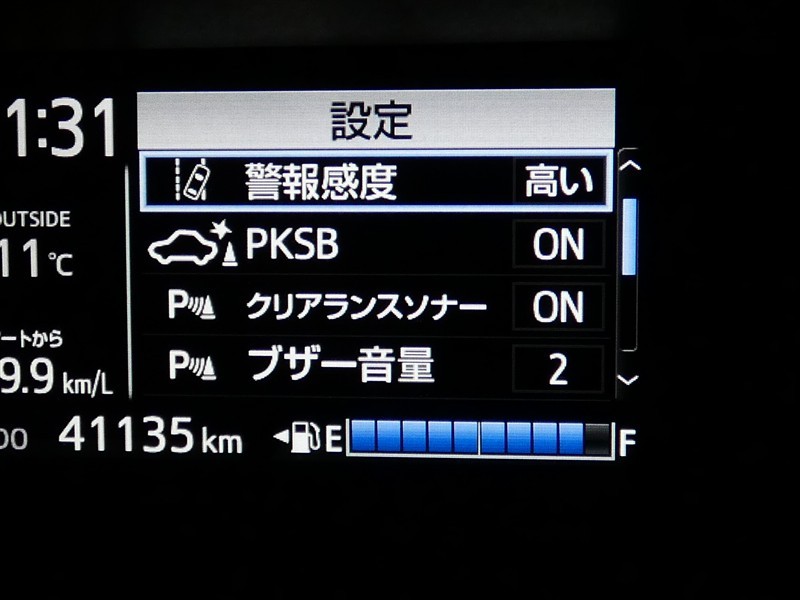 1:31
設定
警報感度 高い
PKSB ON
OUTSIDE
11℃
P クリアランスソナー ON
ートから
9.9 km/L
P ブザー音量 2
41135 km
E F